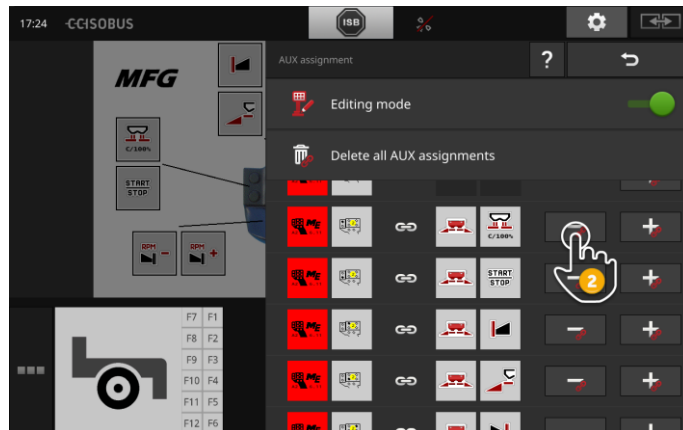 17:24
CCISOBUS
ISB
AUX assignment
?
MFG
Editing mode
Delete all AUX assignments
C/100%
START
STOP
RPM
RPM
C/100%
START
STOP
2
F7 F1
F8 F2
F9 F3
F10 F4
F11 F5
F12 F6